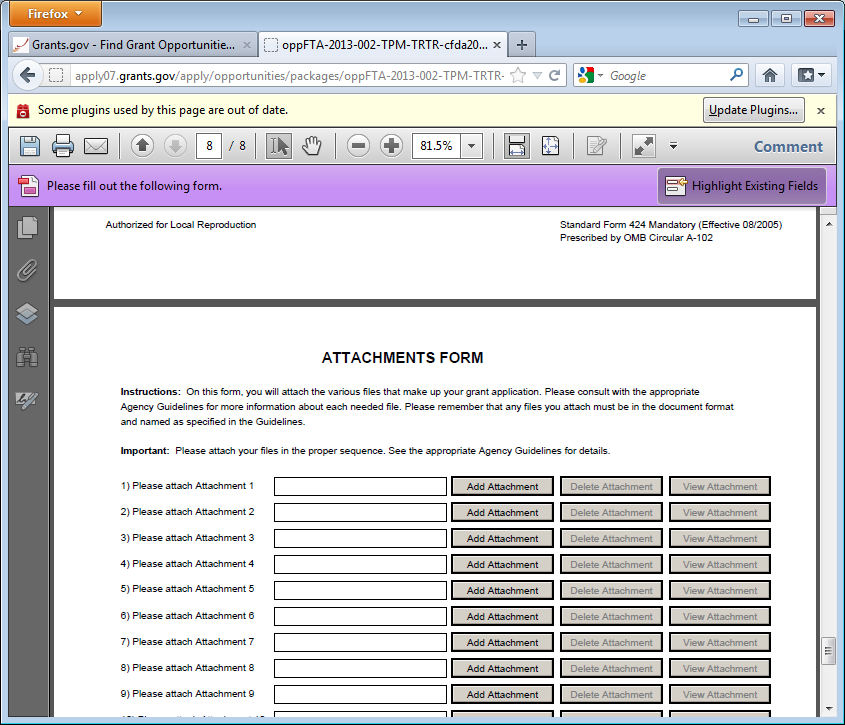 Firefox
Grants.gov - Find Grant Opportunitie...
oppFTA-2013-002-TPM-TRTR-cfda20...
apply07.grants.gov/apply/opportunities/packages/oppFTA-2013-002-TPM-TRTR-
Google
Some plugins used by this page are out of date.
Update Plugins...
8 / 8
81.5%
Comment
Please fill out the following form.
Highlight Existing Fields
Authorized for Local Reproduction
Standard Form 424 Mandatory (Effective 08/2005)
Prescribed by OMB Circular A-102
ATTACHMENTS FORM
Instructions: On this form, you will attach the various files that make up your grant application. Please consult with the appropriate
Agency Guidelines for more information about each needed file. Please remember that any files you attach must be in the document format
and named as specified in the Guidelines.
Important: Please attach your files in the proper sequence. See the appropriate Agency Guidelines for details.
1) Please attach Attachment 1 Add Attachment Delete Attachment View Attachment
2) Please attach Attachment 2 Add Attachment Delete Attachment View Attachment
3) Please attach Attachment 3 Add Attachment Delete Attachment View Attachment
4) Please attach Attachment 4 Add Attachment Delete Attachment View Attachment
5) Please attach Attachment 5 Add Attachment Delete Attachment View Attachment
6) Please attach Attachment 6 Add Attachment Delete Attachment View Attachment
7) Please attach Attachment 7 Add Attachment Delete Attachment View Attachment
8) Please attach Attachment 8 Add Attachment Delete Attachment View Attachment
9) Please attach Attachment 9 Add Attachment Delete Attachment View Attachment